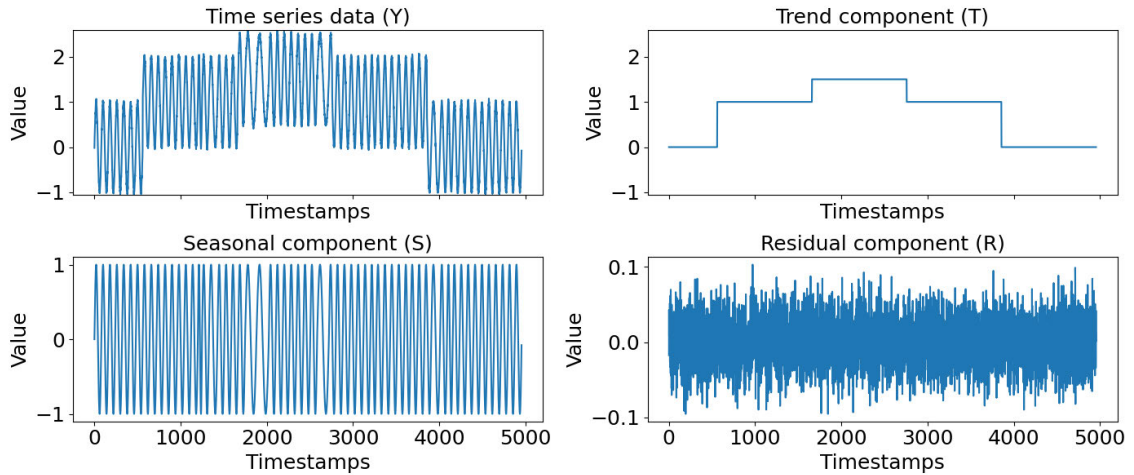 Time series data (Y)
2
1
0
−1
Value
Timestamps
Trend component (T)
2
1
0
−1
Value
Timestamps
Seasonal component (S)
1
0
−1
Value
0 1000 2000 3000 4000 5000
Timestamps
Residual component (R)
0.1
0.0
−0.1
Value
0 1000 2000 3000 4000 5000
Timestamps